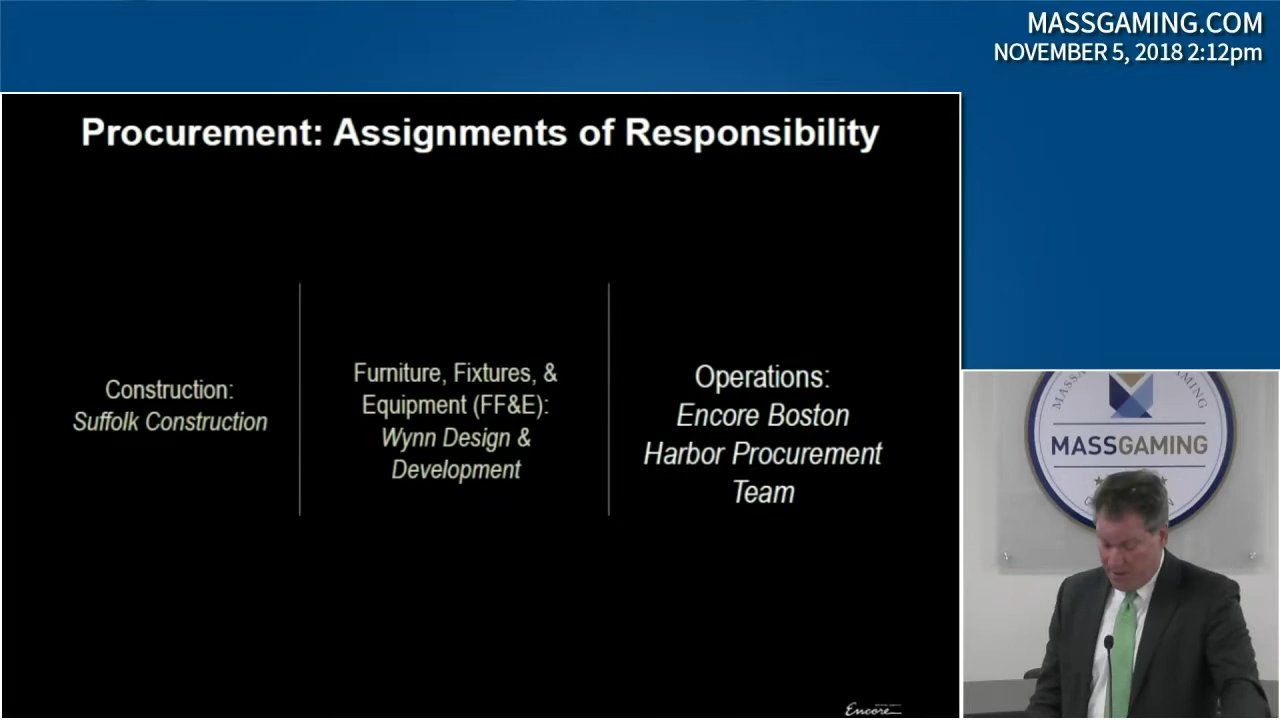 MASSGAMING.COM
NOVEMBER 5, 2018 2:12pm
Procurement: Assignments of Responsibility
Construction:
Suffolk Construction
Furniture, Fixtures, &
Equipment (FF&E):
Wynn Design &
Development
Operations:
Encore Boston
Harbor Procurement
Team
Encore
MASSGAMING